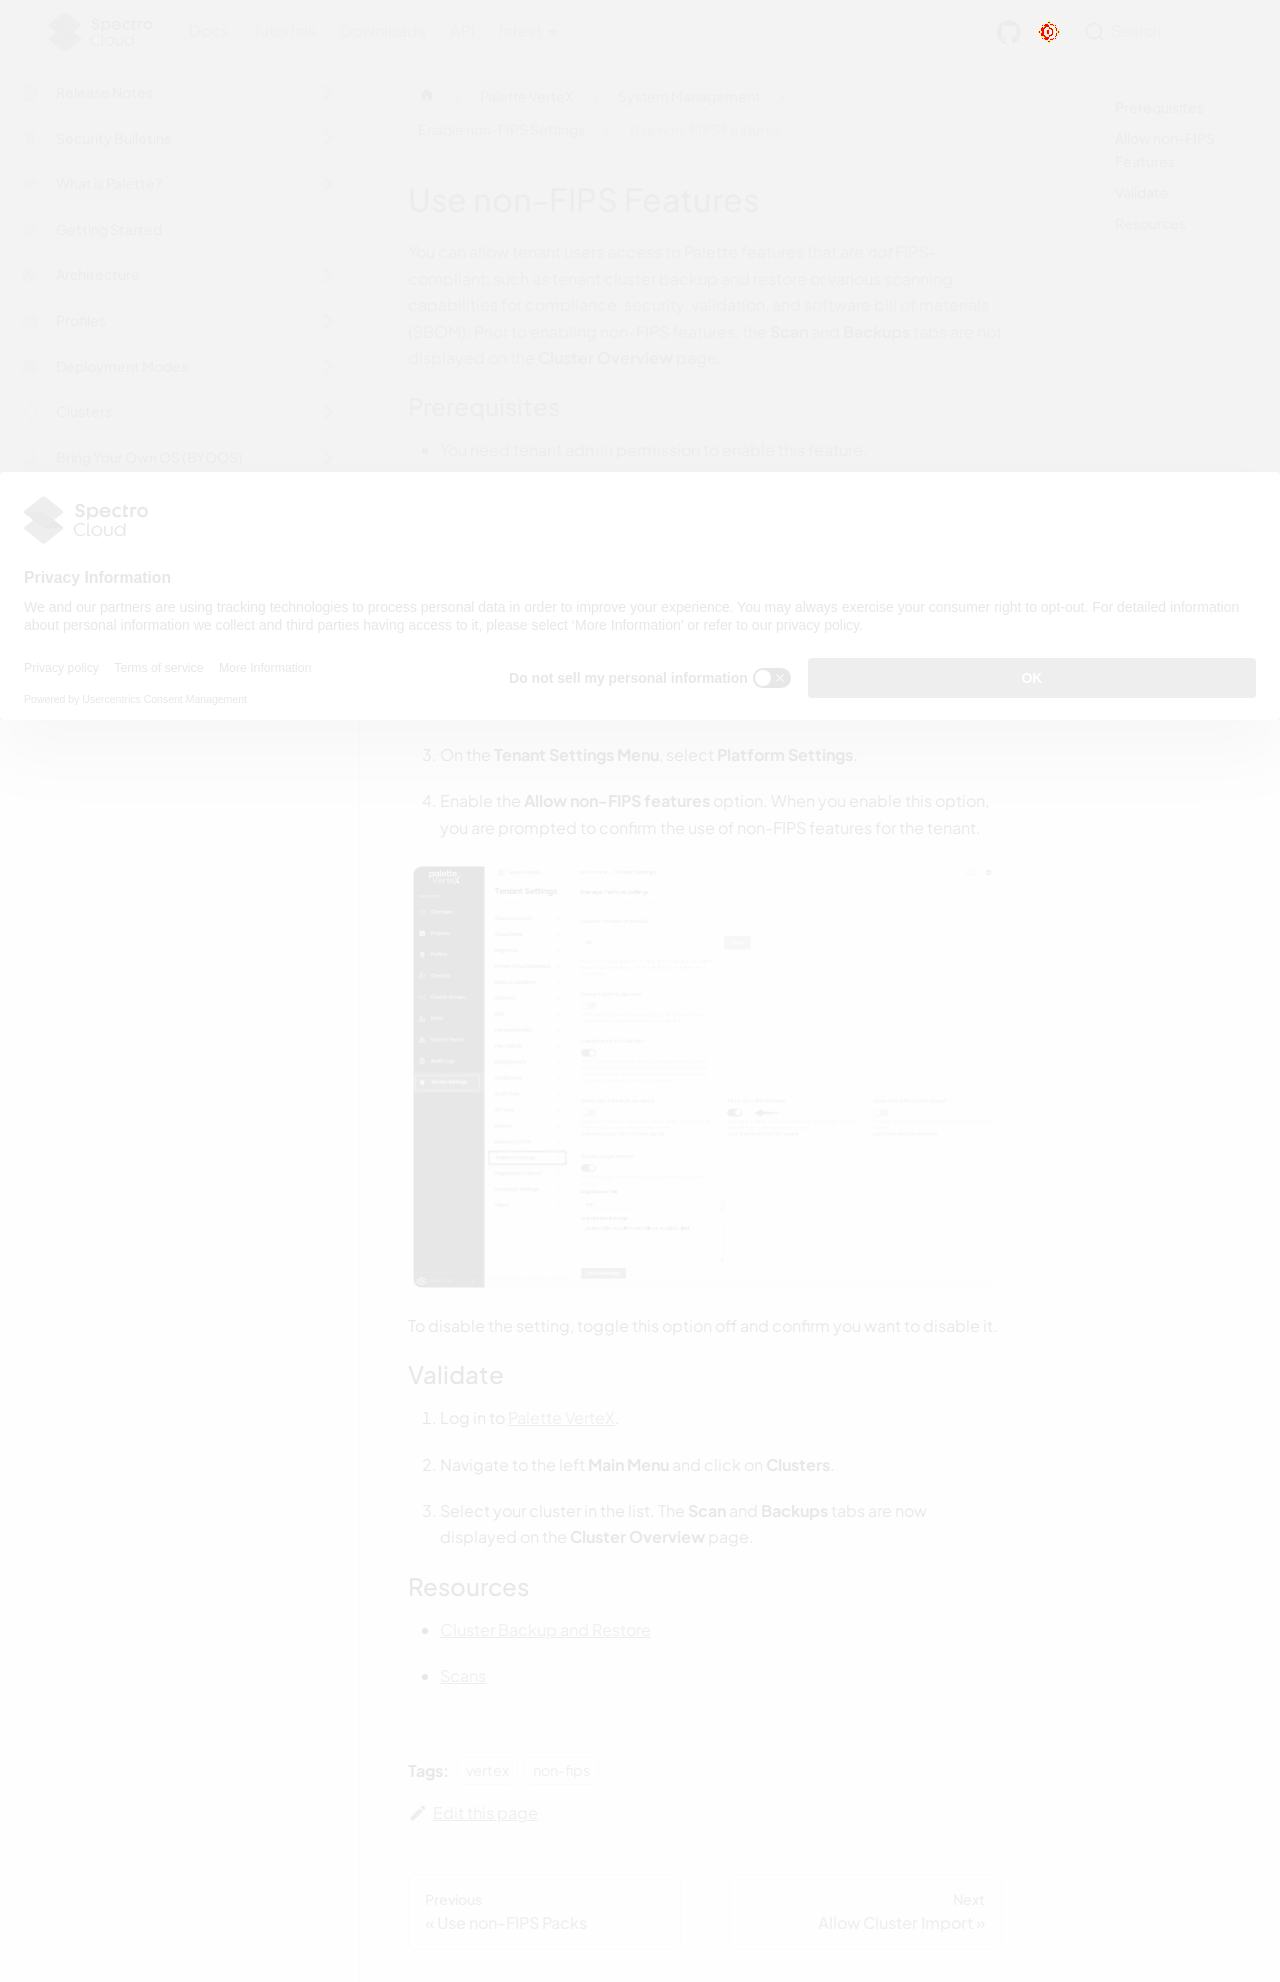 Spectro
Cloud
Docs
Tutorials
Downloads
API
latest
Search
Release Notes
Security Bulletins
What is Palette?
Getting Started
Architecture
Profiles
Deployment Modes
Clusters
Bring Your Own OS (BYOOS)
Palette VerteX
System Management
Enable non-FIPS Settings
Use non-FIPS Features
Prerequisites
Allow non-FIPS
Features
Validate
Resources
Use non-FIPS Features
You can allow tenant users access to Palette features that are not FIPS-
compliant, such as tenant cluster backup and restore or various scanning
capabilities for compliance, security, validation, and software bill of materials
(SBOM). Prior to enabling non-FIPS features, the Scan and Backups tabs are not
displayed on the Cluster Overview page.
Prerequisites
You need tenant admin permission to enable this feature.
Spectro
Cloud
Privacy Information
We and our partners are using tracking technologies to process personal data in order to improve your experience. You may always exercise your consumer right to opt-out. For detailed information
about personal information we collect and third parties having access to it, please select 'More Information' or refer to our privacy policy.
Privacy policy
Terms of service
More Information
Powered by Usercentrics Consent Management
Do not sell my personal information
OK
3. On the Tenant Settings Menu, select Platform Settings.
4. Enable the Allow non-FIPS features option. When you enable this option,
you are prompted to confirm the use of non-FIPS features for the tenant.
palette
VerteX
Tenant Settings
To disable the setting, toggle this option off and confirm you want to disable it.
Validate
1. Log in to Palette VerteX.
2. Navigate to the left Main Menu and click on Clusters.
3. Select your cluster in the list. The Scan and Backups tabs are now
displayed on the Cluster Overview page.
Resources
Cluster Backup and Restore
Scans
Tags:
vertex
non-fips
Edit this page
Previous
« Use non-FIPS Packs
Next
Allow Cluster Import »